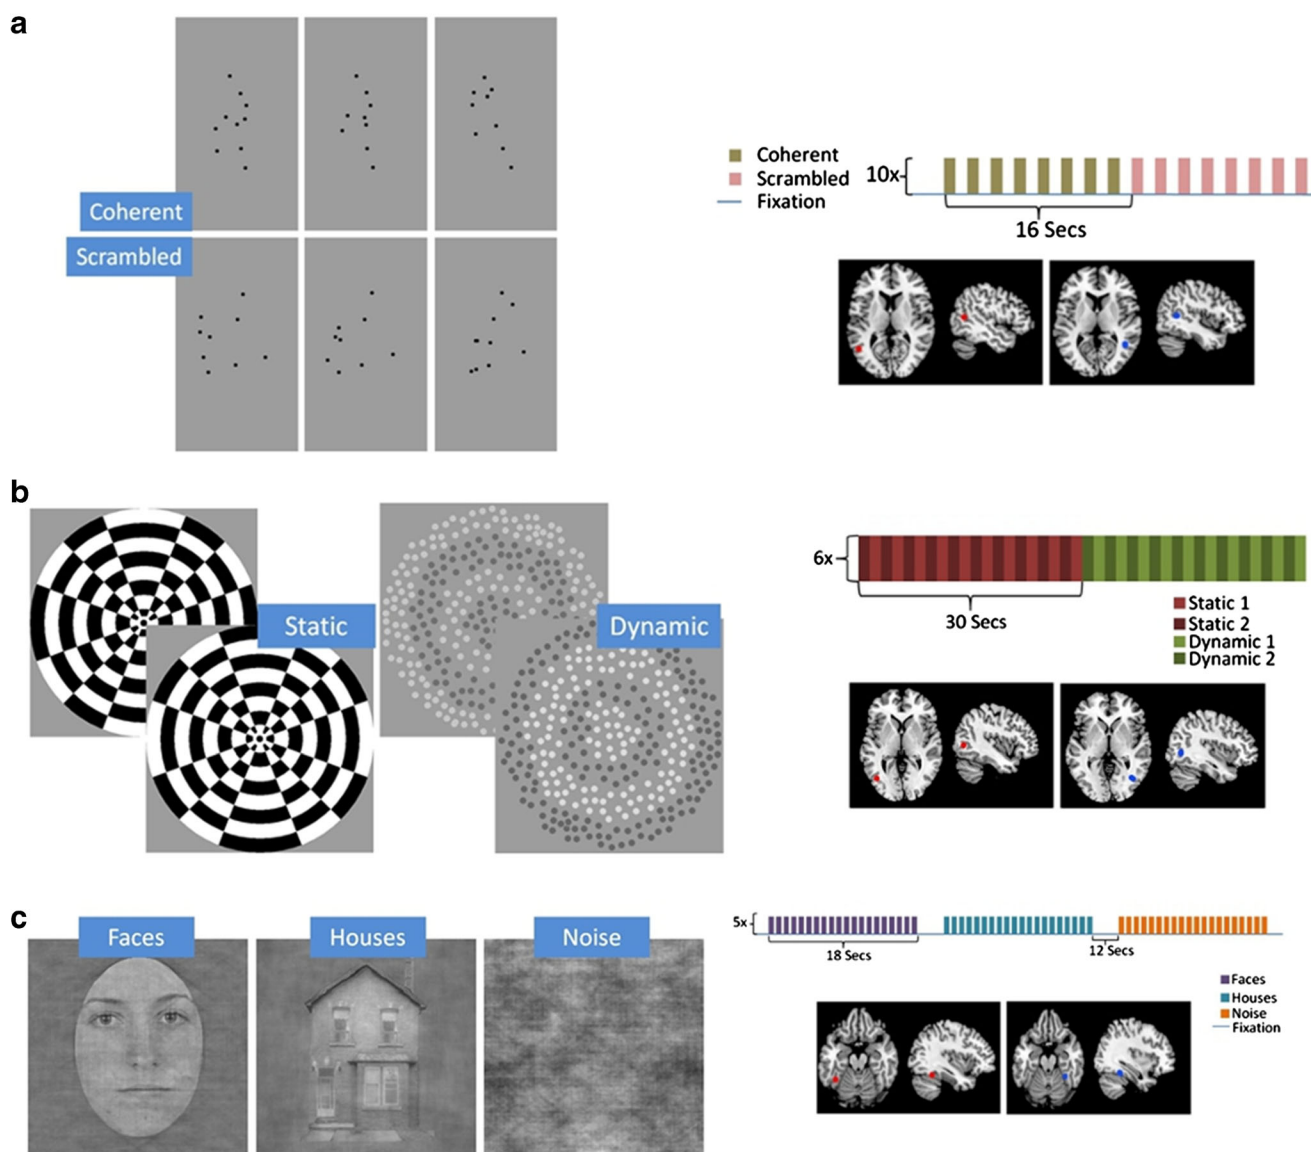 a
Coherent
Scrambled
Coherent
Scrambled
Fixation
10x
16 Secs
b
Static
Dynamic
6x
30 Secs
Static 1
Static 2
Dynamic 1
Dynamic 2
c
Faces
Houses
Noise
5x
18 Secs
12 Secs
Faces
Houses
Noise
Fixation